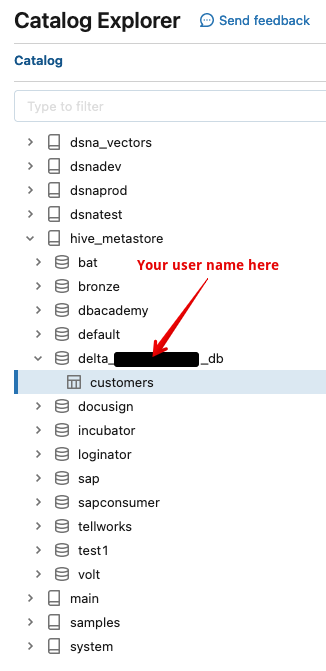 Catalog Explorer Send feedback
Catalog
Type to filter
dsna_vectors
dsnadev
dsnaprod
dsnatest
hive_metastore
bat
Your user name here
bronze
dbacademy
default
delta_ _db
customers
docusign
incubator
loginator
sap
sapconsumer
tellworks
test1
volt
main
samples
system